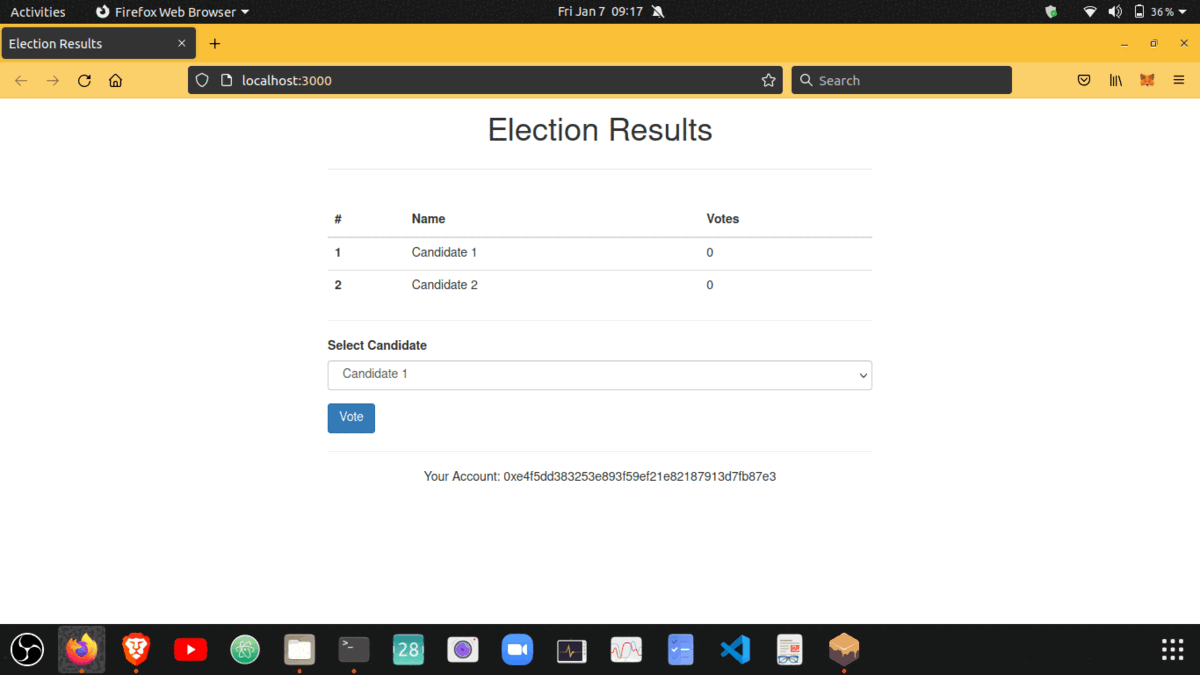 Activities Firefox Web Browser Fri Jan 7 09:17 36 %
Election Results
localhost:3000 Search
Election Results
# Name Votes
1 Candidate 1 0
2 Candidate 2 0
Select Candidate
Candidate 1
Vote
Your Account: 0xe4f5dd383253e893f59ef21e82187913d7fb87e3
28